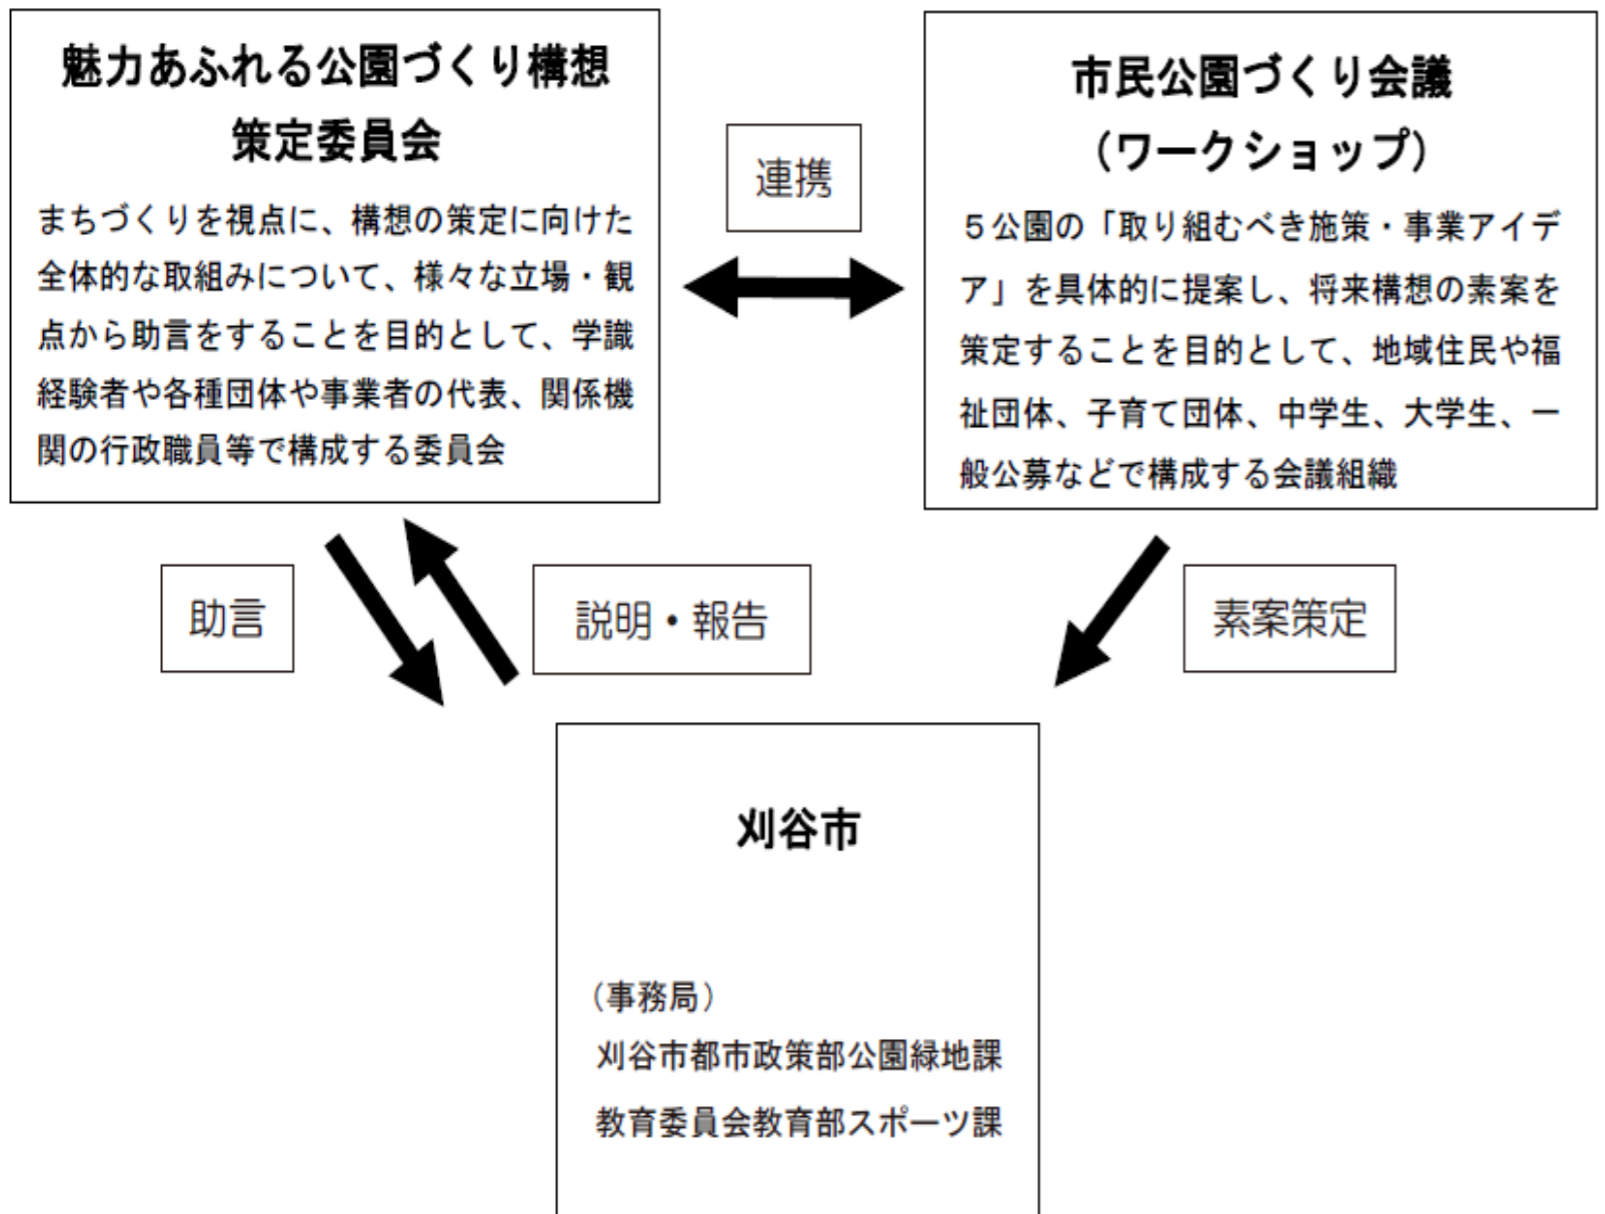 魅力あふれる公園づくり構想
策定委員会
まちづくりを視点に、構想の策定に向けた
全体的な取組みについて、様々な立場・観
点から助言をすることを目的として、学識
経験者や各種団体や事業者の代表、関係機
関の行政職員等で構成する委員会
連携
市民公園づくり会議
（ワークショップ）
５公園の「取り組むべき施策・事業アイデ
ア」を具体的に提案し、将来構想の素案を
策定することを目的として、地域住民や福
祉団体、子育て団体、中学生、大学生、一
般公募などで構成する会議組織
助言
説明・報告
素案策定
刈谷市
（事務局）
刈谷市都市政策部公園緑地課
教育委員会教育部スポーツ課